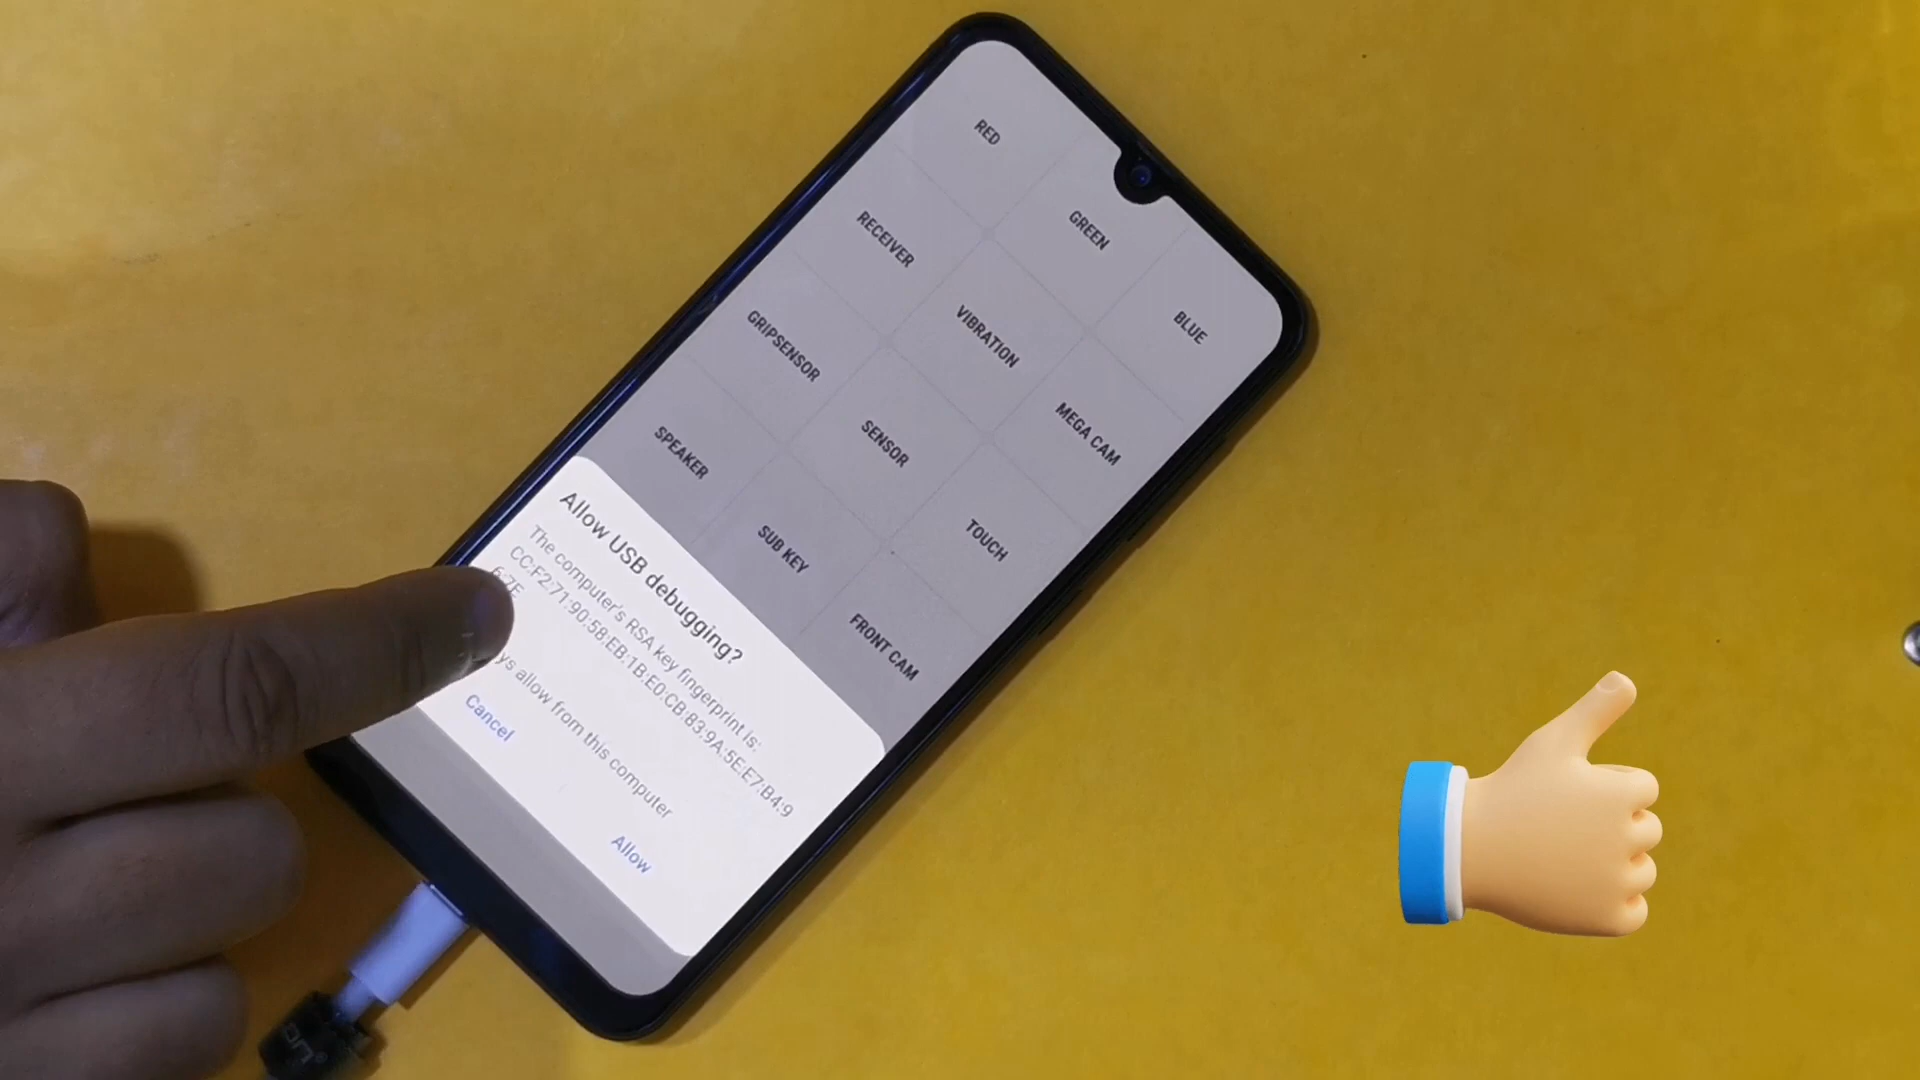 RED
GREEN
BLUE
RECEIVER
VIBRATION
MEGA CAM
GRIPSENSOR
SENSOR
TOUCH
SPEAKER
SUB KEY
FRONT CAM
Allow USB debugging?
The computer's RSA key fingerprint is:
CC:F2:71:90:58:EB:1B:E0:CB:83:9A:5E:E7:B4:9
6:7E
allow from this computer
Cancel
Allow